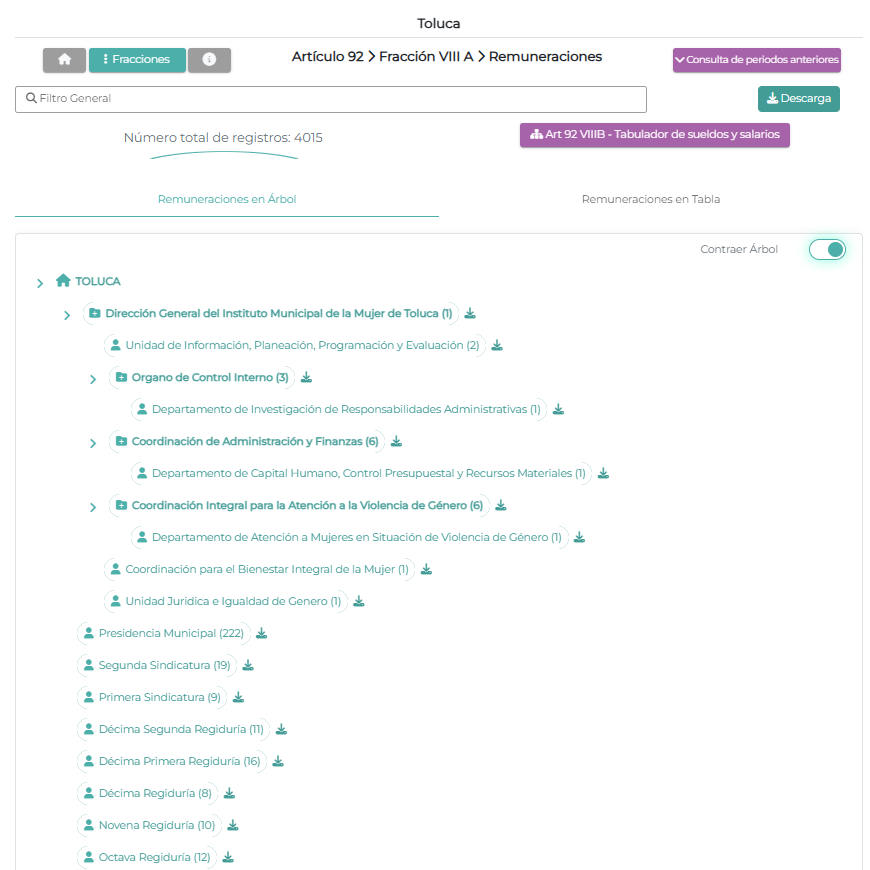 Toluca
Fracciones
Artículo 92 > Fracción VIII A > Remuneraciones
Consulta de periodos anteriores
Filtro General
Descarga
Número total de registros: 4015
Art 92 VIIIB - Tabulador de sueldos y salarios
Remuneraciones en Árbol
Remuneraciones en Tabla
Contraer Árbol
TOLUCA
Dirección General del Instituto Municipal de la Mujer de Toluca (1)
Unidad de Información, Planeación, Programación y Evaluación (2)
Organo de Control Interno (3)
Departamento de Investigación de Responsabilidades Administrativas (1)
Coordinación de Administración y Finanzas (6)
Departamento de Capital Humano, Control Presupuestal y Recursos Materiales (1)
Coordinación Integral para la Atención a la Violencia de Género (6)
Departamento de Atención a Mujeres en Situación de Violencia de Género (1)
Coordinación para el Bienestar Integral de la Mujer (1)
Unidad Juridica e Igualdad de Genero (1)
Presidencia Municipal (222)
Segunda Sindicatura (19)
Primera Sindicatura (9)
Décima Segunda Regiduría (11)
Décima Primera Regiduría (16)
Décima Regiduría (8)
Novena Regiduría (10)
Octava Regiduría (12)